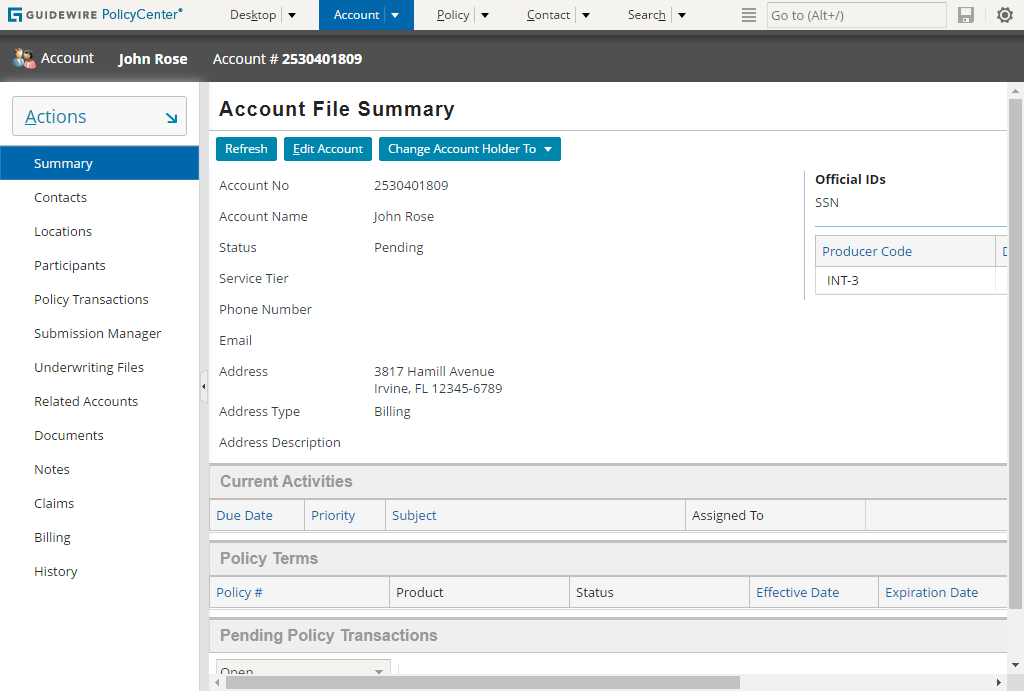 GUIDEWIRE PolicyCenter® Desktop Account Policy Contact Search Go to (Alt+/)
Account John Rose Account # 2530401809
Actions
Summary
Contacts
Locations
Participants
Policy Transactions
Submission Manager
Underwriting Files
Related Accounts
Documents
Notes
Claims
Billing
History
Account File Summary
Refresh Edit Account Change Account Holder To
Account No 2530401809
Account Name John Rose
Status Pending
Service Tier
Phone Number
Email
Address 3817 Hamill Avenue
Irvine, FL 12345-6789
Address Type Billing
Address Description
Official IDs
SSN
Producer Code
INT-3
Current Activities
Due Date Priority Subject Assigned To
Policy Terms
Policy # Product Status Effective Date Expiration Date
Pending Policy Transactions
Open